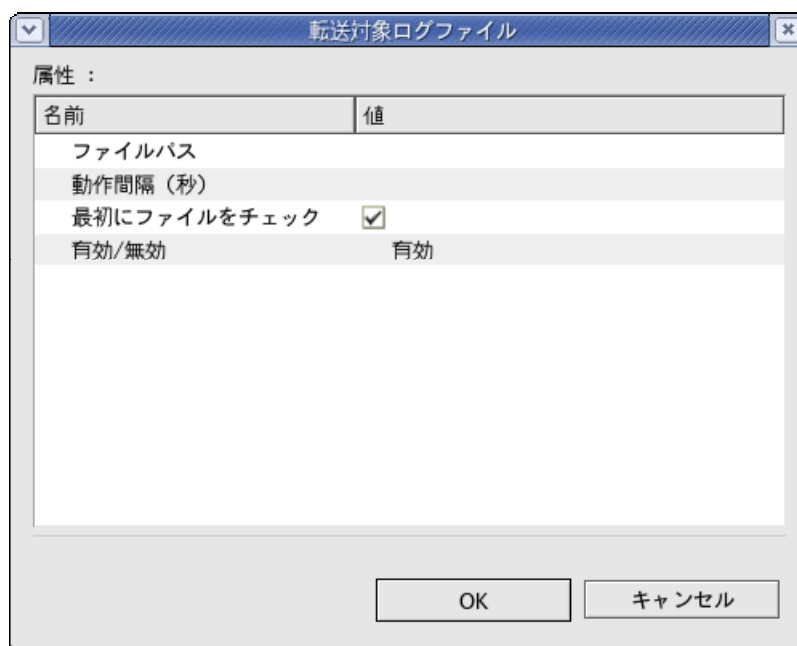 転送対象ログファイル
属性 :
名前 値
ファイルパス
動作間隔（秒）
最初にファイルをチェック
有効/無効 有効
OK キャンセル